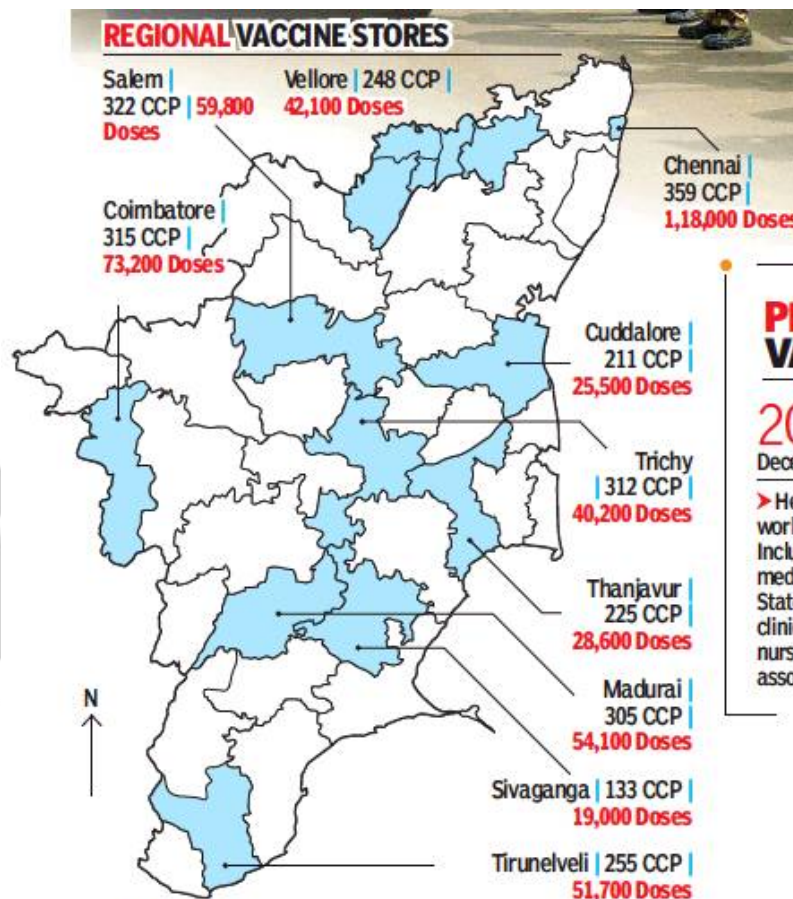 REGIONAL VACCINE STORES
Salem |
322 CCP | 59,800
Doses
Vellore | 248 CCP |
42,100 Doses
Coimbatore |
315 CCP |
73,200 Doses
Chennai |
359 CCP |
1,18,000 Doses
Cuddalore |
211 CCP |
25,500 Doses
Trichy
| 312 CCP |
40,200 Doses
Thanjavur |
225 CCP |
28,600 Doses
Madurai |
305 CCP |
54,100 Doses
Sivaganga | 133 CCP |
19,000 Doses
Tirunelveli | 255 CCP |
51,700 Doses
N